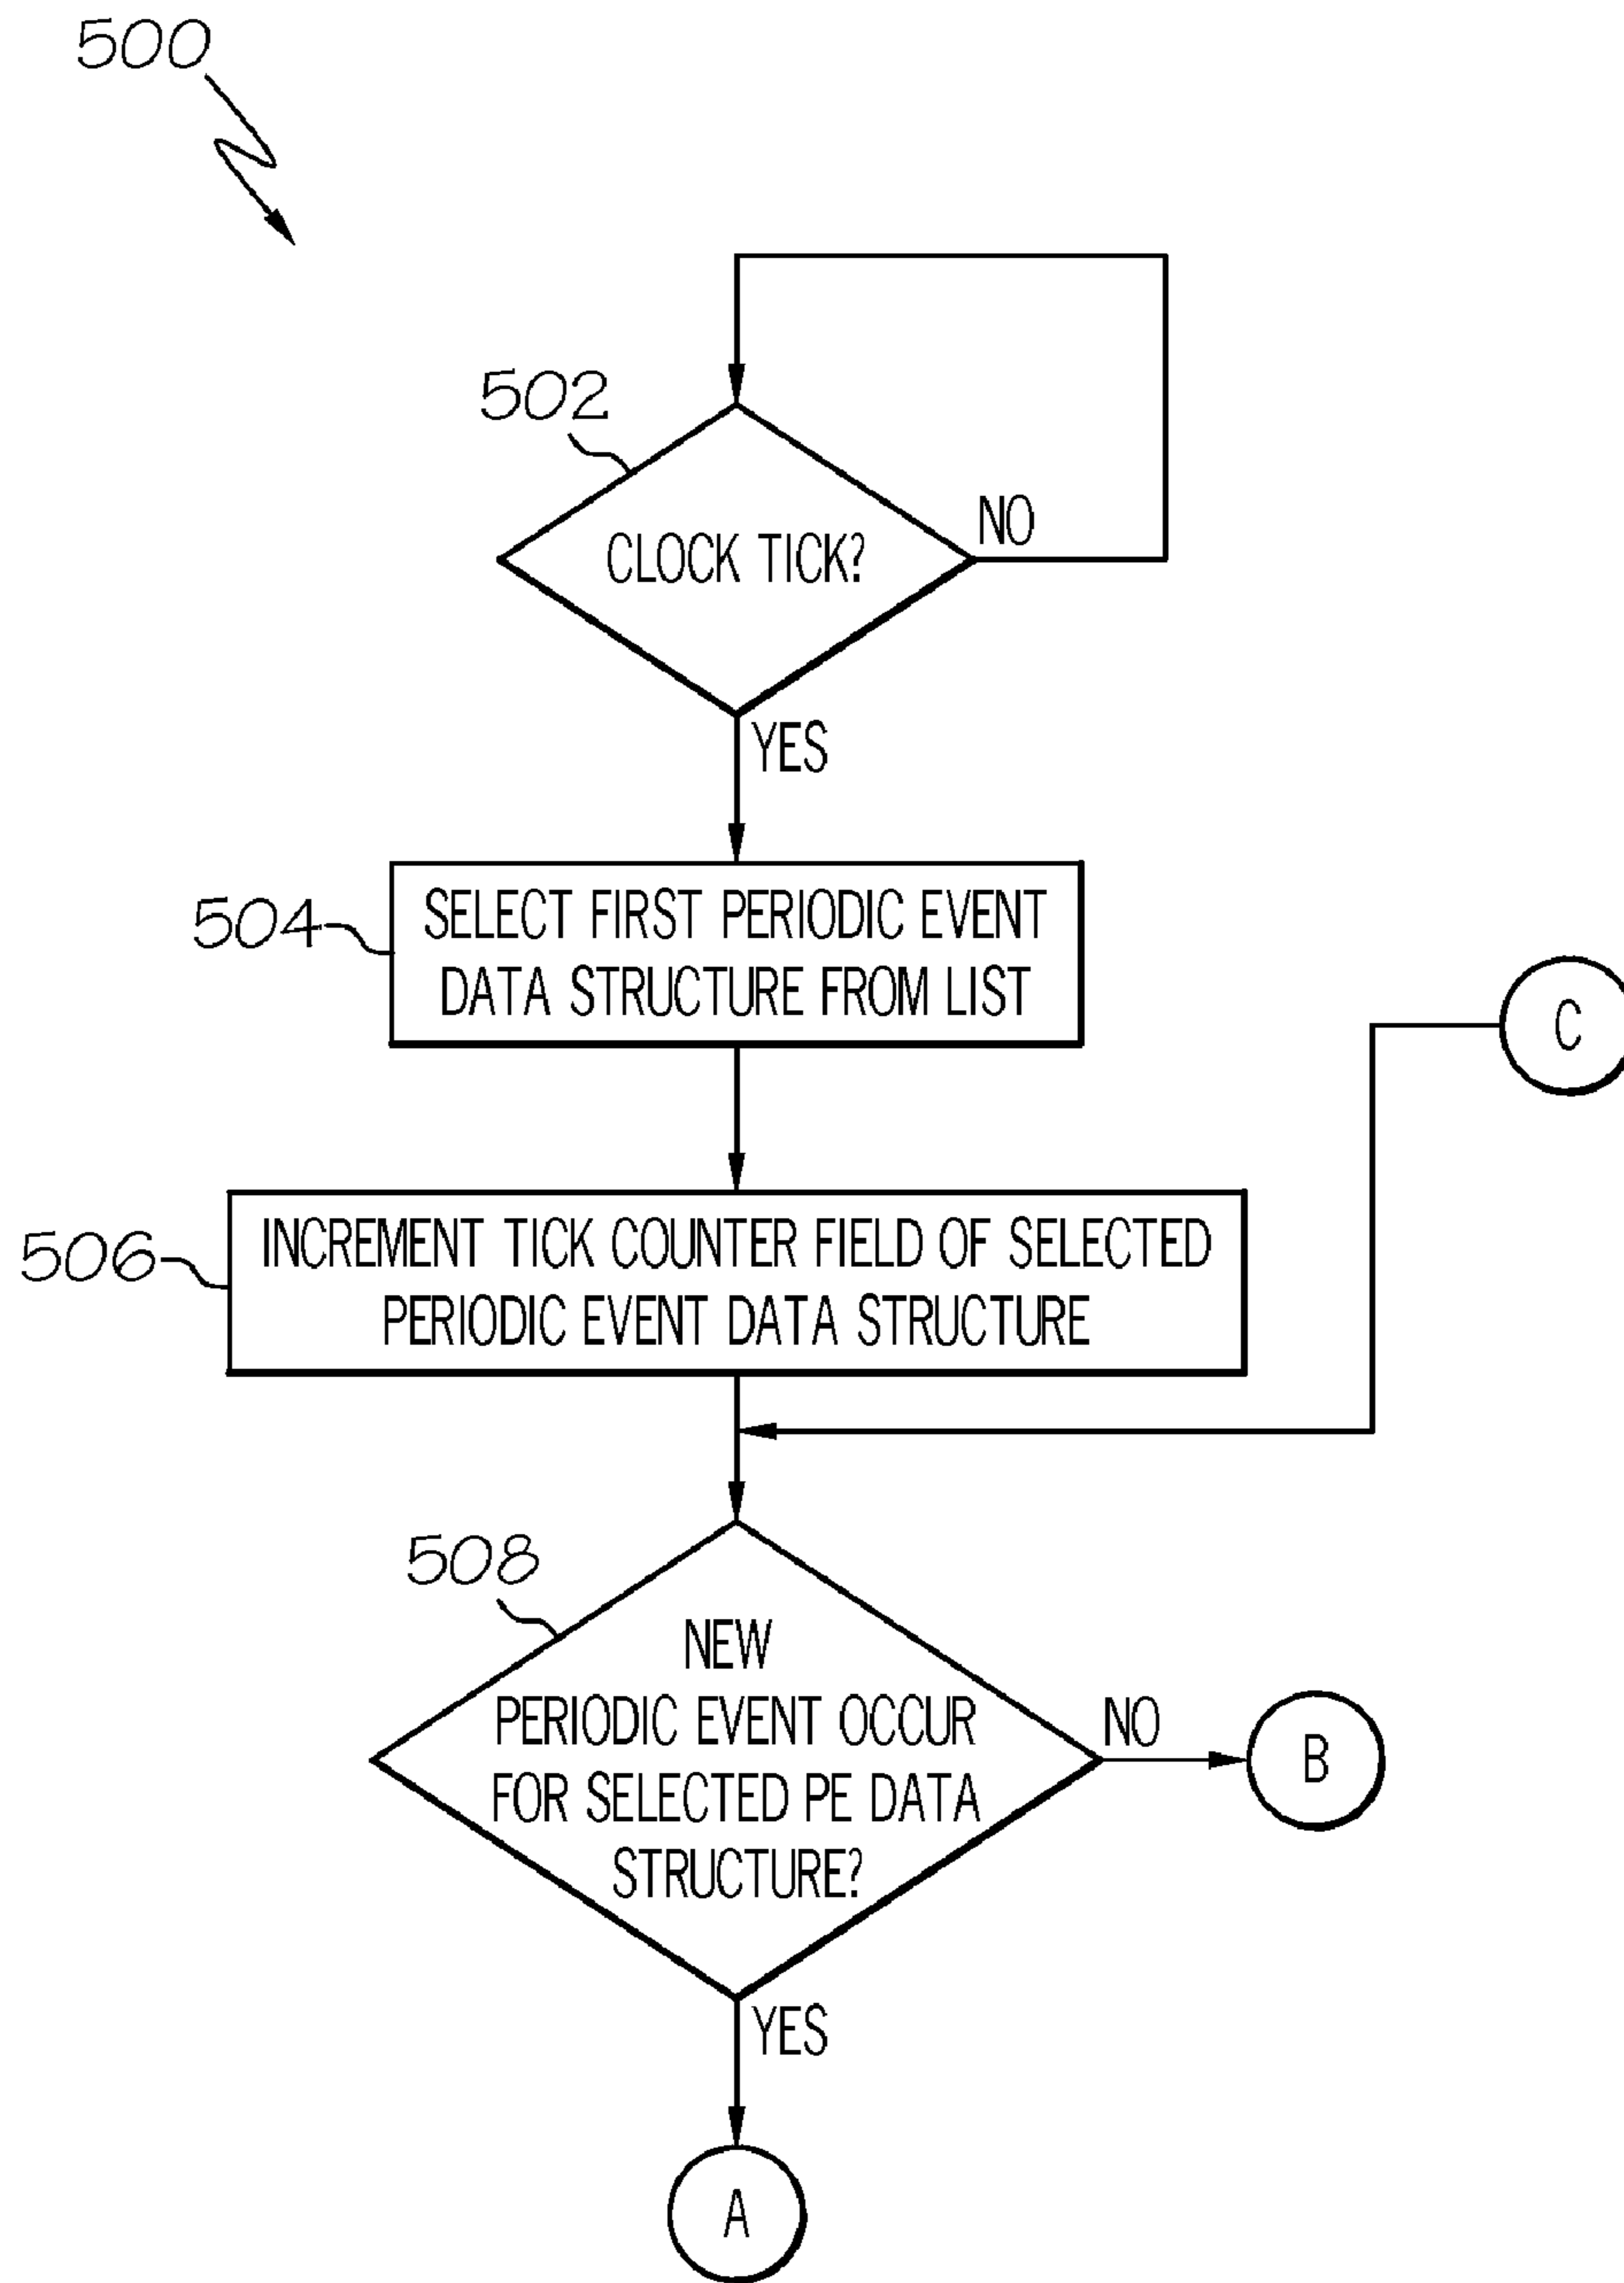 500
502
CLOCK TICK?
NO
YES
504
SELECT FIRST PERIODIC EVENT
DATA STRUCTURE FROM LIST
C
506
INCREMENT TICK COUNTER FIELD OF SELECTED
PERIODIC EVENT DATA STRUCTURE
508
NEW
PERIODIC EVENT OCCUR
FOR SELECTED PE DATA
STRUCTURE?
NO
B
YES
A